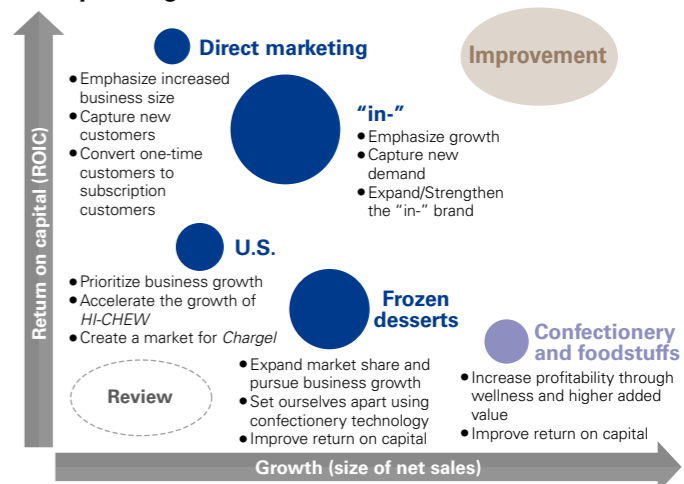 Direct marketing
• Emphasize increased
business size
• Capture new
customers
• Convert one-time
customers to
subscription
customers
Improvement
“in-”
• Emphasize growth
• Capture new
demand
• Expand/Strengthen
the “in-” brand
Return on capital (ROIC)
U.S.
• Prioritize business growth
• Accelerate the growth of
HI-CHEW
• Create a market for Chargel
Frozen
desserts
• Expand market share and
pursue business growth
• Set ourselves apart using
confectionery technology
• Improve return on capital
Confectionery
and foodstuffs
• Increase profitability through
wellness and higher added
value
• Improve return on capital
Review
Growth (size of net sales)